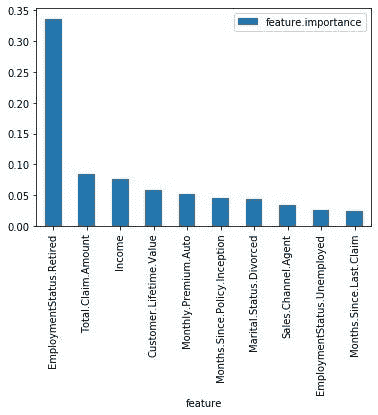 feature.importance
0.35
0.30
0.25
0.20
0.15
0.10
0.05
0.00
EmploymentStatus.Retired
Total.Claim.Amount
Income
Customer.Lifetime.Value
Monthly.Premium.Auto
Months.Since.Policy.Inception
Marital.Status.Divorced
Sales.Channel.Agent
EmploymentStatus.Unemployed
Months.Since.Last.Claim
feature